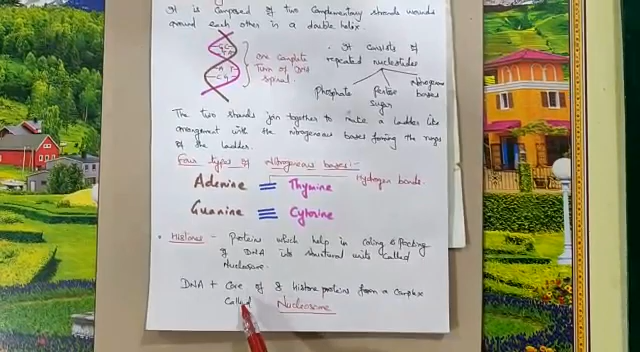 It is composed of two complementary strands wounds
around each other in a double helix.
one complete
turn of DNA
spiral.
It consists of
repeated nucleotides
Phosphate
Pentose
sugar
Nitrogenous
bases
The two strands join together to make a ladder like
arrangement with the nitrogenous bases forming the rungs
of the ladder.
Four types of Nitrogenous bases:-
Hydrogen bonds.
Adenine = Thymine
Guanine ≡ Cytosine
• Histones - Proteins which help in coiling & packing
of DNA into structural units called
Nucleosome.
DNA + Core of 8 Histone proteins form a complex
called Nucleosome